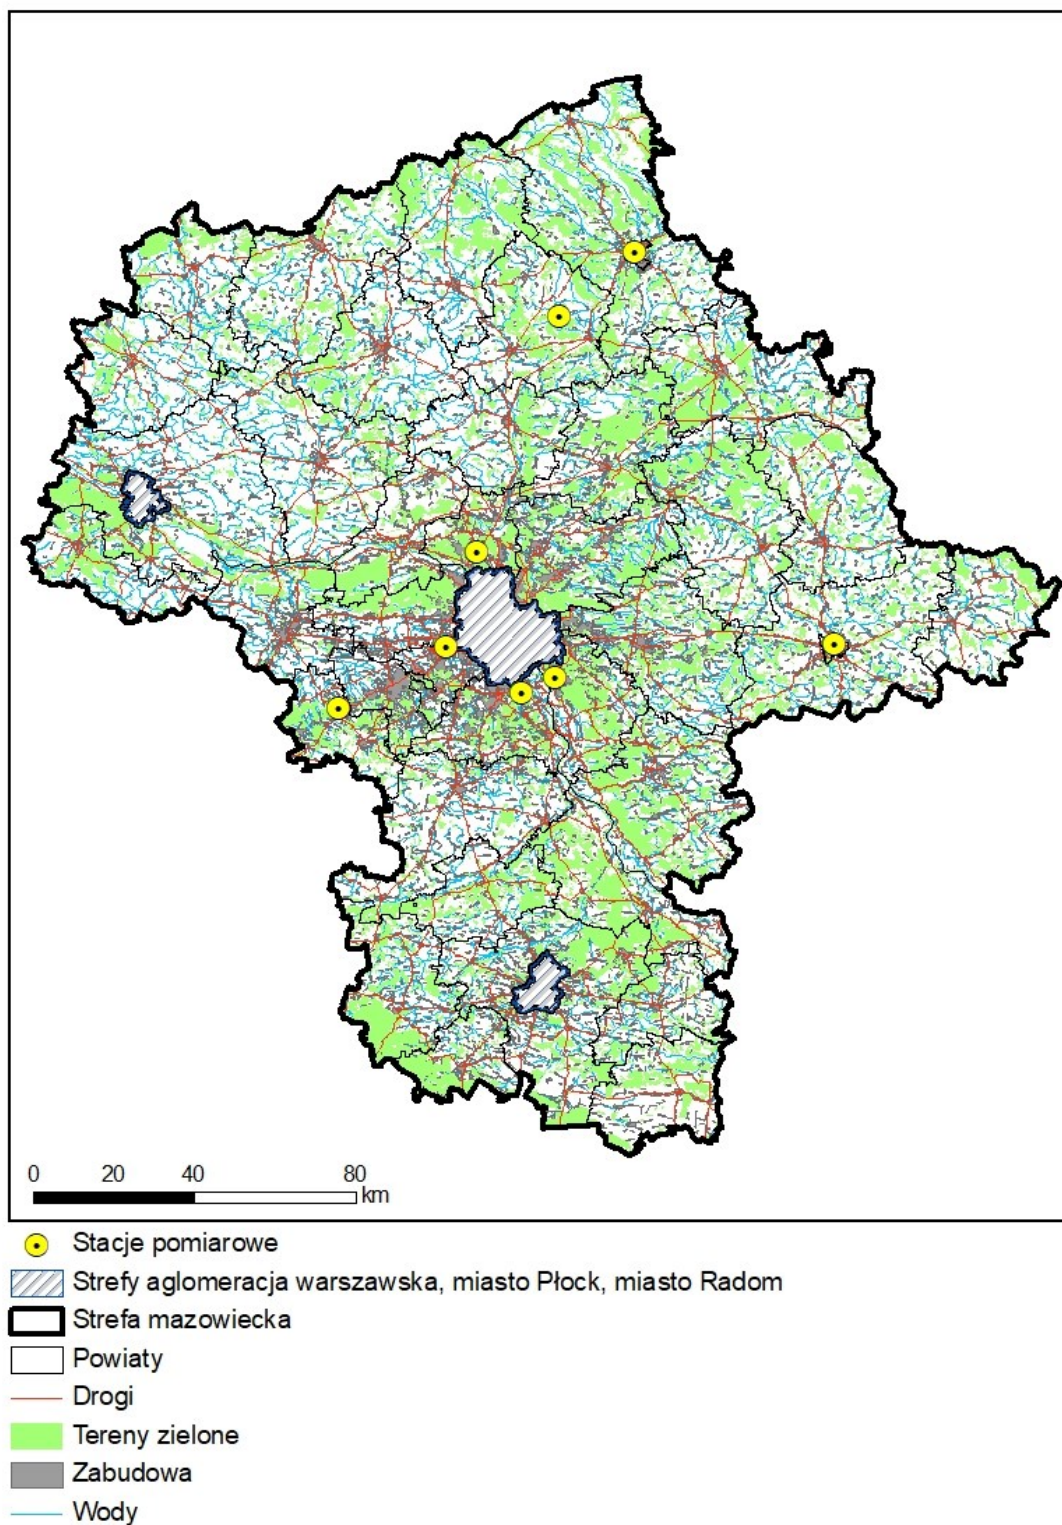 0 20 40 80
km
Stacje pomiarowe
Strefy aglomeracja warszawska, miasto Płock, miasto Radom
Strefa mazowiecka
Powiaty
Drogi
Tereny zielone
Zabudowa
Wody